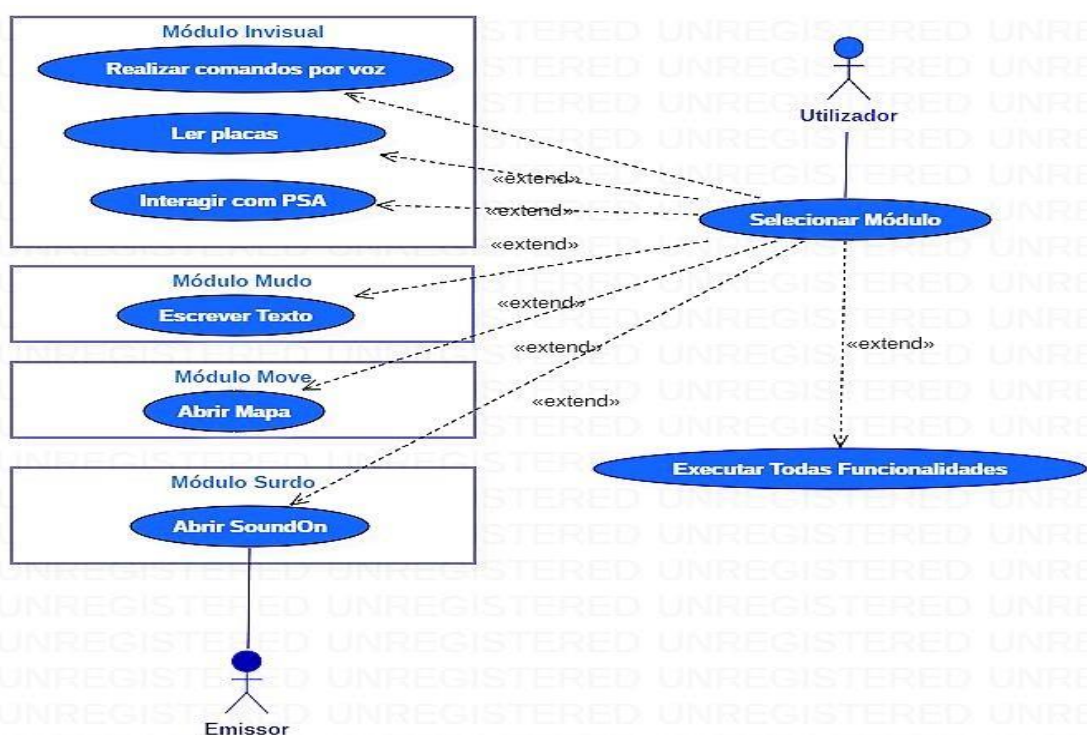 Módulo Invisual
Realizar comandos por voz
Ler placas
Interagir com PSA
Módulo Mudo
Escrever Texto
Módulo Move
Abrir Mapa
Módulo Surdo
Abrir SoundOn
Emissor
Utilizador
Selecionar Módulo
«extend»
«extend»
«extend»
«extend»
«extend»
«extend»
«extend»
Executar Todas Funcionalidades
UNREGISTERED